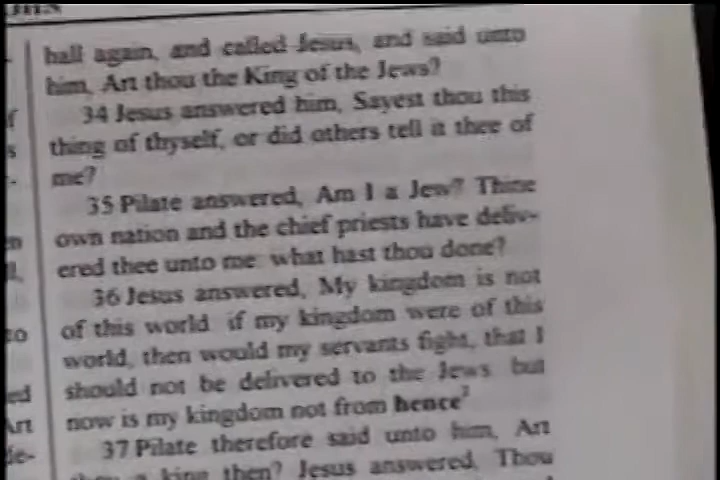 hall again, and called Jesus, and said unto
him, Art thou the King of the Jews?
34 Jesus answered him, Sayest thou this
thing of thyself, or did others tell it thee of
me?
35 Pilate answered, Am I a Jew? Thine
own nation and the chief priests have deliv-
ered thee unto me: what hast thou done?
36 Jesus answered, My kingdom is not
of this world: if my kingdom were of this
world, then would my servants fight, that I
should not be delivered to the Jews: but
now is my kingdom not from hence
37 Pilate therefore said unto him, Art
thou a king then? Jesus answered, Thou